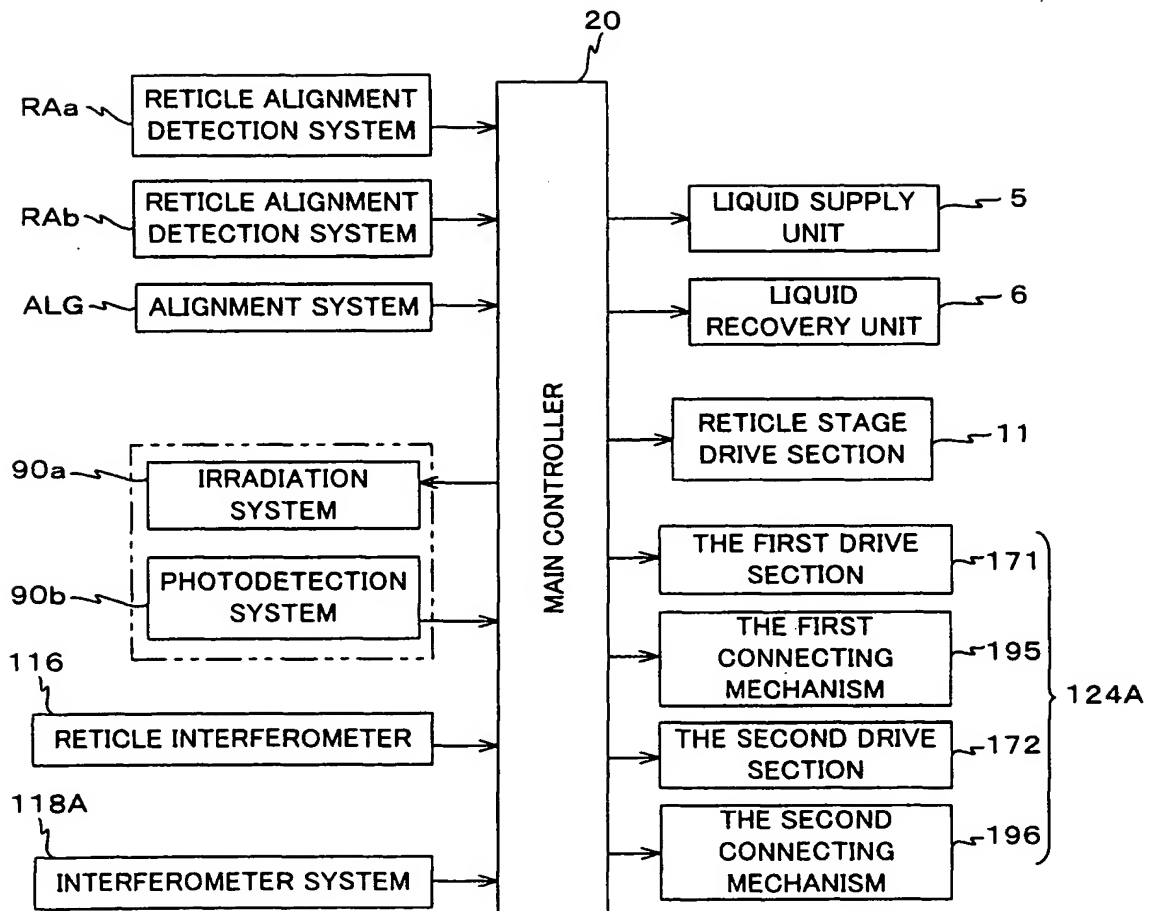 20
RAa
RETICLE ALIGNMENT
DETECTION SYSTEM
RAb
RETICLE ALIGNMENT
DETECTION SYSTEM
ALG
ALIGNMENT SYSTEM
90a
IRRADIATION
SYSTEM
90b
PHOTODETECTION
SYSTEM
116
RETICLE INTERFEROMETER
118A
INTERFEROMETER SYSTEM
MAIN CONTROLLER
LIQUID SUPPLY
UNIT
5
LIQUID
RECOVERY UNIT
6
RETICLE STAGE
DRIVE SECTION
11
THE FIRST DRIVE
SECTION
171
THE FIRST
CONNECTING
MECHANISM
195
THE SECOND DRIVE
SECTION
172
THE SECOND
CONNECTING
MECHANISM
196
124A